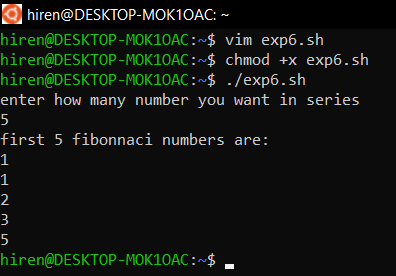 hiren@DESKTOP-MOK1OAC: ~
hiren@DESKTOP-MOK1OAC:~$ vim exp6.sh
hiren@DESKTOP-MOK1OAC:~$ chmod +x exp6.sh
hiren@DESKTOP-MOK1OAC:~$ ./exp6.sh
enter how many number you want in series
5
first 5 fibonnaci numbers are:
1
1
2
3
5
hiren@DESKTOP-MOK1OAC:~$